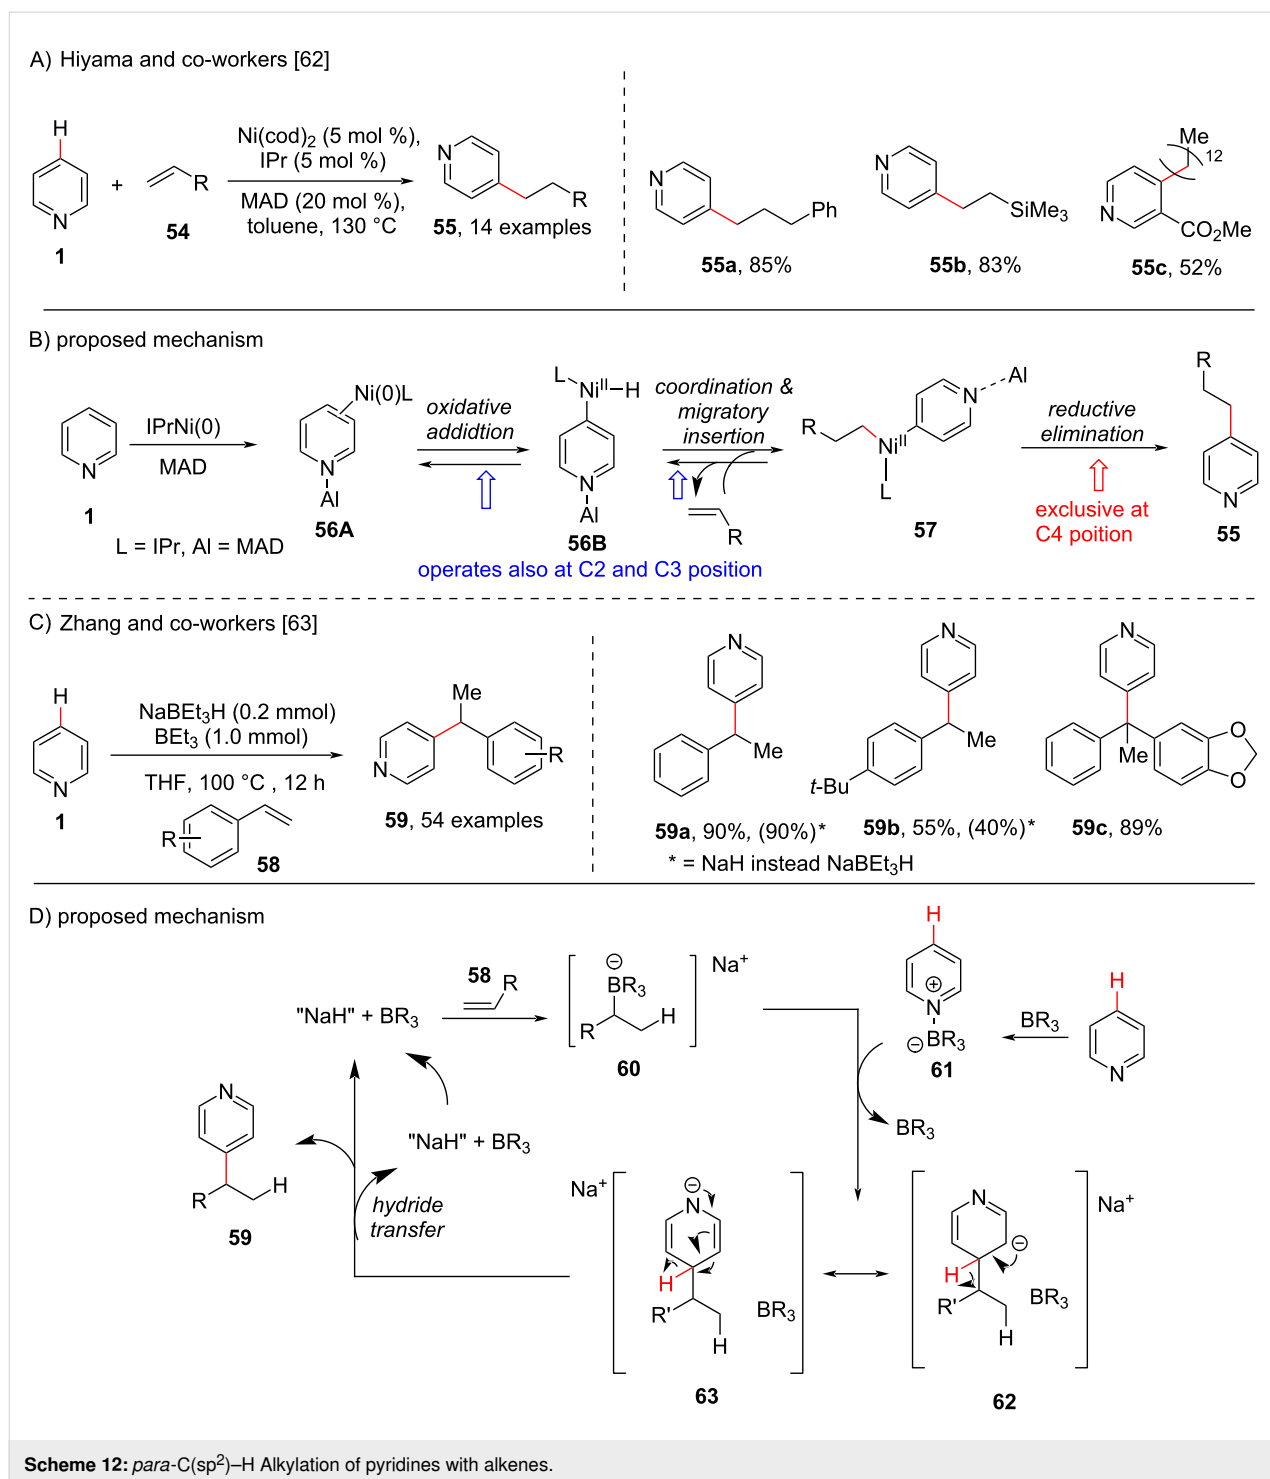 A) Hiyama and co-workers [62]
H
N
1
+
R
54
Ni(cod)2 (5 mol %),
IPr (5 mol %)
MAD (20 mol %),
toluene, 130 °C
N
R
55, 14 examples
N
Ph
55a, 85%
N
SiMe3
55b, 83%
Me
12
N
CO2Me
55c, 52%
B) proposed mechanism
N
1
IPrNi(0)
MAD
L = IPr, Al = MAD
Ni(0)L
N
Al
56A
oxidative
addidtion
L
NiII–H
N
Al
56B
operates also at C2 and C3 position
coordination &
migratory
insertion
R
R
NiII
L
N
Al
57
reductive
elimination
exclusive at
C4 poition
R
N
55
C) Zhang and co-workers [63]
H
N
1
NaBEt3H (0.2 mmol)
BEt3 (1.0 mmol)
THF, 100 °C , 12 h
R
58
Me
N
R
59, 54 examples
N
Me
59a, 90%, (90%)*
N
Me
t-Bu
59b, 55%, (40%)*
* = NaH instead NaBEt3H
N
Me
O
O
59c, 89%
D) proposed mechanism
"NaH" + BR3
58
R
⊖
BR3
R
H
Na+
60
H
⊕
N
⊖ BR3
61
BR3
H
N
BR3
"NaH" + BR3
N
R
H
59
hydride
transfer
Na+
⊖
N
H
R'
H
BR3
63
N
⊖
H
R'
H
BR3
Na+
62
Scheme 12: para-C(sp2)–H Alkylation of pyridines with alkenes.